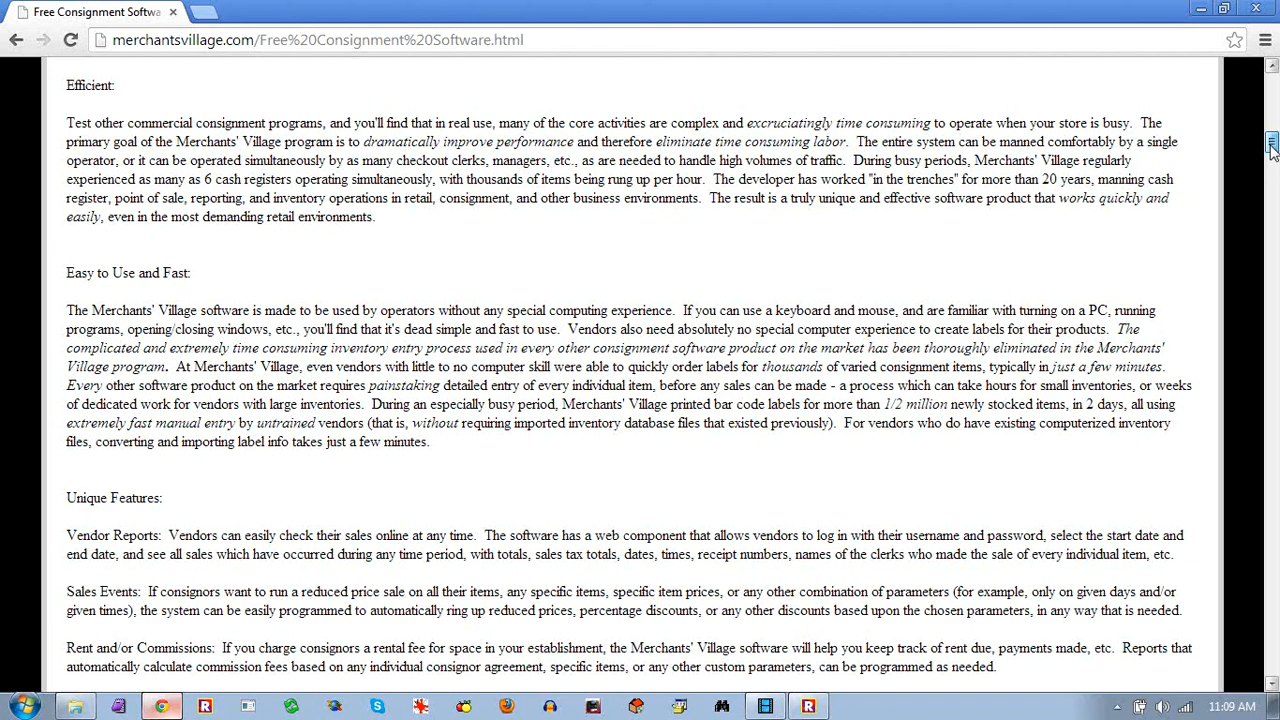 Free Consignment Softwa
merchantsvillage.com/Free%20Consignment%20Software.html
Efficient:
Test other commercial consignment programs, and you'll find that in real use, many of the core activities are complex and excruciatingly time consuming to operate when your store is busy. The
primary goal of the Merchants' Village program is to dramatically improve performance and therefore eliminate time consuming labor. The entire system can be manned comfortably by a single
operator, or it can be operated simultaneously by as many checkout clerks, managers, etc., as are needed to handle high volumes of traffic. During busy periods, Merchants' Village regularly
experienced as many as 6 cash registers operating simultaneously, with thousands of items being rung up per hour. The developer has worked "in the trenches" for more than 20 years, manning cash
register, point of sale, reporting, and inventory operations in retail, consignment, and other business environments. The result is a truly unique and effective software product that works quickly and
easily, even in the most demanding retail environments.
Easy to Use and Fast:
The Merchants' Village software is made to be used by operators without any special computing experience. If you can use a keyboard and mouse, and are familiar with turning on a PC, running
programs, opening/closing windows, etc., you'll find that it's dead simple and fast to use. Vendors also need absolutely no special computer experience to create labels for their products. The
complicated and extremely time consuming inventory entry process used in every other consignment software product on the market has been thoroughly eliminated in the Merchants'
Village program. At Merchants' Village, even vendors with little to no computer skill were able to quickly order labels for thousands of varied consignment items, typically in just a few minutes.
Every other software product on the market requires painstaking detailed entry of every individual item, before any sales can be made - a process which can take hours for small inventories, or weeks
of dedicated work for vendors with large inventories. During an especially busy period, Merchants' Village printed bar code labels for more than 1/2 million newly stocked items, in 2 days, all using
extremely fast manual entry by untrained vendors (that is, without requiring imported inventory database files that existed previously). For vendors who do have existing computerized inventory
files, converting and importing label info takes just a few minutes.
Unique Features:
Vendor Reports: Vendors can easily check their sales online at any time. The software has a web component that allows vendors to log in with their username and password, select the start date and
end date, and see all sales which have occurred during any time period, with totals, sales tax totals, dates, times, receipt numbers, names of the clerks who made the sale of every individual item, etc.
Sales Events: If consignors want to run a reduced price sale on all their items, any specific items, specific item prices, or any other combination of parameters (for example, only on given days and/or
given times), the system can be easily programmed to automatically ring up reduced prices, percentage discounts, or any other discounts based upon the chosen parameters, in any way that is needed.
Rent and/or Commissions: If you charge consignors a rental fee for space in your establishment, the Merchants' Village software will help you keep track of rent due, payments made, etc. Reports that
automatically calculate commission fees based on any individual consignor agreement, specific items, or any other custom parameters, can be programmed as needed.
11:09 AM